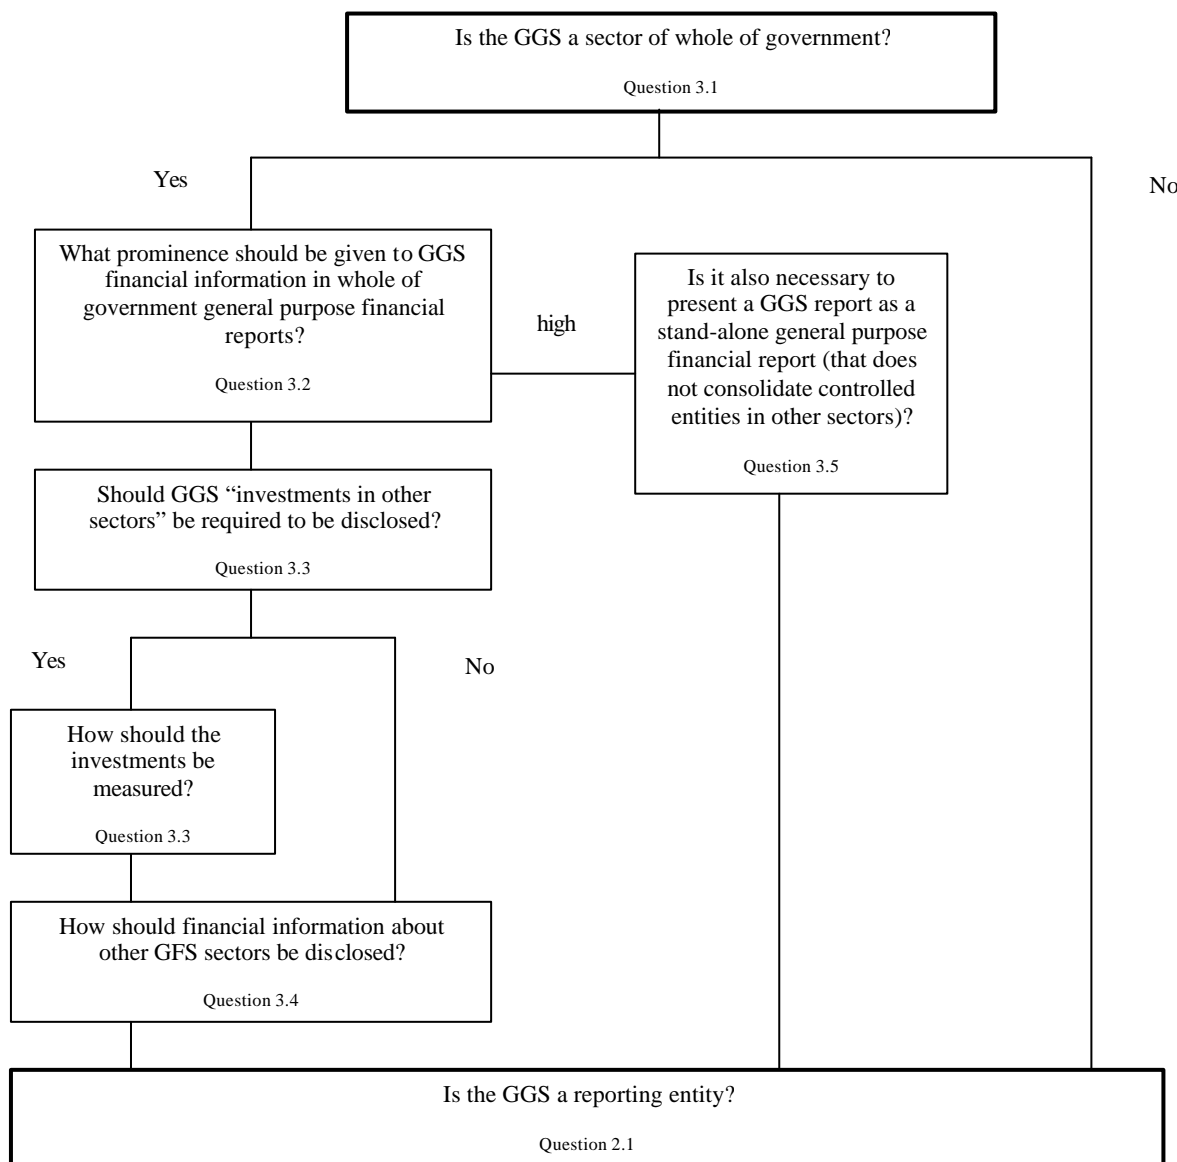 Is the GGS a sector of whole of government?
Question 3.1
Yes
No
What prominence should be given to GGS
financial information in whole of
government general purpose financial
reports?
Question 3.2
high
Is it also necessary to
present a GGS report as a
stand-alone general purpose
financial report (that does
not consolidate controlled
entities in other sectors)?
Question 3.5
Should GGS “investments in other
sectors” be required to be disclosed?
Question 3.3
Yes
No
How should the
investments be
measured?
Question 3.3
How should financial information about
other GFS sectors be disclosed?
Question 3.4
Is the GGS a reporting entity?
Question 2.1